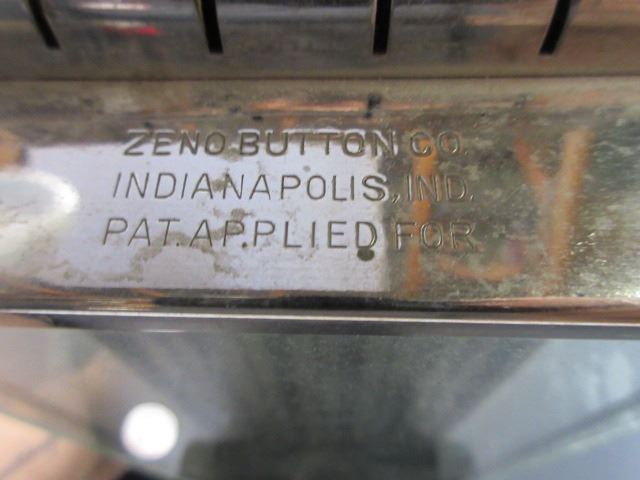 ZENO BUTTON CO.
INDIANAPOLIS, IND.
PAT. APPLIED FOR